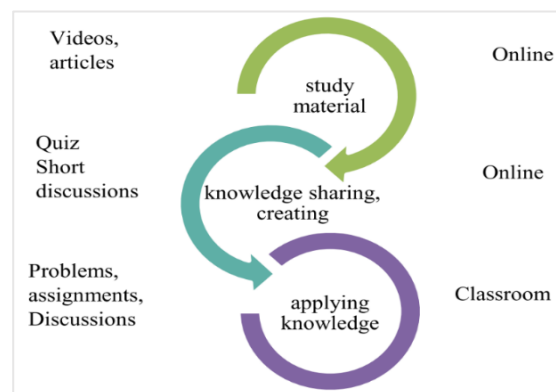 Videos,
articles
study
material
Online
Quiz
Short
discussions
knowledge sharing,
creating
Online
Problems,
assignments,
Discussions
applying
knowledge
Classroom